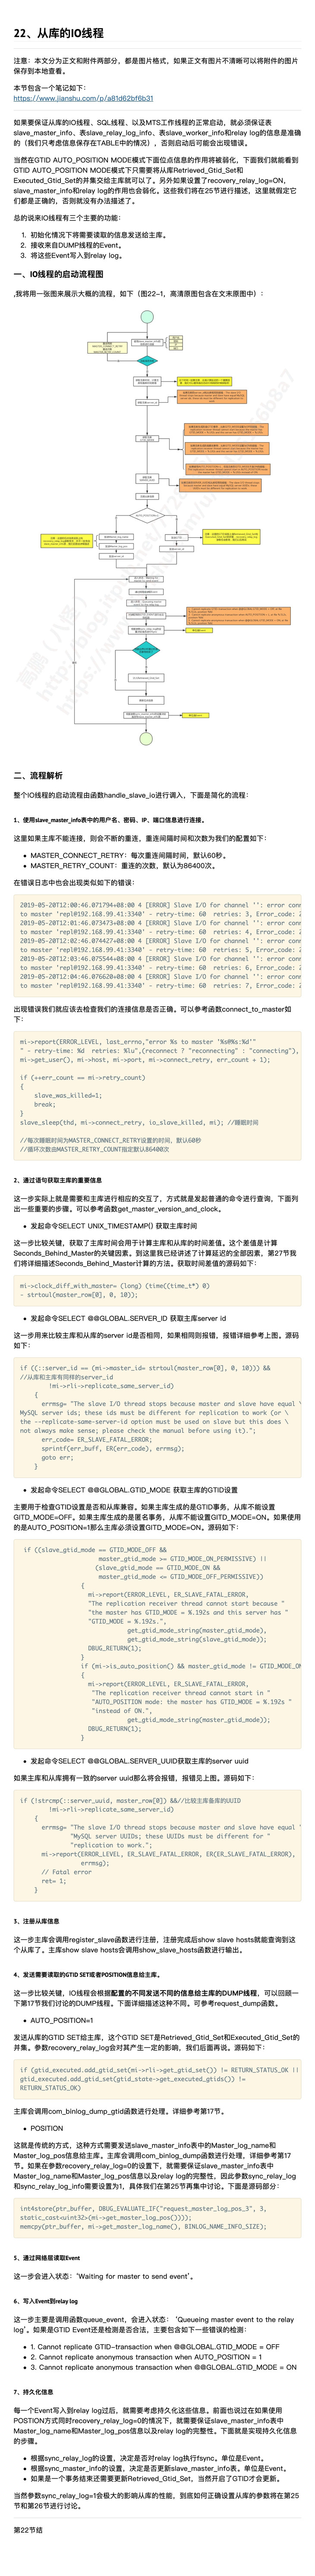 22、从库的IO线程
注意：本文分为正文和附件两部分，都是图片格式，如果正文有图片不清晰可以将附件的图片
保存到本地查看。
本节包含一个笔记如下：
https://www.jianshu.com/p/a81d62bf6b31
如果要保证从库的IO线程、SQL线程、以及MTS工作线程的正常启动，就必须保证表
slave_master_info、表slave_relay_log_info、表slave_worker_info和relay log的信息是准确
的（我们只考虑信息保存在TABLE中的情况），否则启动后可能会出现错误。
当然在GTID AUTO_POSITION MODE模式下面位点信息的作用将被弱化，下面我们就能看到
GTID AUTO_POSITION MODE模式下只需要将从库Retrieved_Gtid_Set和
Executed_Gtid_Set的并集交给主库就可以了。另外如果设置了recovery_relay_log=ON，
slave_master_info和relay log的作用也会弱化。这些我们将在25节进行描述，这里就假定它
们都是正确的，否则就没有办法描述了。
总的说来IO线程有三个主要的功能：
1. 初始化情况下将需要读取的信息发送给主库。
2. 接收来自DUMP线程的Event。
3. 将这些Event写入到relay log。
一、IO线程的启动流程图
,我将用一张图来展示大概的流程，如下（图22-1，高清原图包含在文末原图中）：
二、流程解析
整个IO线程的启动流程由函数handle_slave_io进行调入，下面是简化的流程：
1、使用slave_master_info表中的用户名、密码、IP、端口信息进行连接。
这里如果主库不能连接，则会不断的重连。重连间隔时间和次数为我们的配置如下：
MASTER_CONNECT_RETRY：每次重连间隔时间，默认60秒。
MASTER_RETRY_COUNT：重连的次数，默认为86400次。
在错误日志中也会出现类似如下的错误：
2019-05-20T12:00:46.071794+08:00 4 [ERROR] Slave I/O for channel '': error conn
to master 'repl@192.168.99.41:3340' - retry-time: 60  retries: 3, Error_code: 2
2019-05-20T12:01:46.073473+08:00 4 [ERROR] Slave I/O for channel '': error conn
to master 'repl@192.168.99.41:3340' - retry-time: 60  retries: 4, Error_code: 2
2019-05-20T12:02:46.074427+08:00 4 [ERROR] Slave I/O for channel '': error conn
to master 'repl@192.168.99.41:3340' - retry-time: 60  retries: 5, Error_code: 2
2019-05-20T12:03:46.075544+08:00 4 [ERROR] Slave I/O for channel '': error conn
to master 'repl@192.168.99.41:3340' - retry-time: 60  retries: 6, Error_code: 2
2019-05-20T12:04:46.076620+08:00 4 [ERROR] Slave I/O for channel '': error conn
to master 'repl@192.168.99.41:3340' - retry-time: 60  retries: 7, Error_code: 2
出现错误我们就应该去检查我们的连接信息是否正确。可以参考函数connect_to_master如
下：
mi->report(ERROR_LEVEL, last_errno,"error %s to master '%s@%s:%d'"
" - retry-time: %d  retries: %lu",(reconnect ? "reconnecting" : "connecting"),
mi->get_user(), mi->host, mi->port,mi->connect_retry, err_count + 1);
if (++err_count == mi->retry_count)
{
slave_was_killed=1;
break;
}
slave_sleep(thd, mi->connect_retry, io_slave_killed, mi); //睡眠时间
//每次睡眠时间为MASTER_CONNECT_RETRY设置的时间，默认60秒
//循环次数由MASTER_RETRY_COUNT指定默认86400次
2、通过语句获取主库的重要信息
这一步实际上就是需要和主库进行相应的交互了，方式就是发起普通的命令进行查询，下面列
出一些重要的步骤。可以参考函数get_master_version_and_clock。
发起命令SELECT UNIX_TIMESTAMP() 获取主库时间
这一步比较关键，获取了主库时间会用于计算主库和从库的时间差值。这个差值是计算
Seconds_Behind_Master的关键因素。到这里我已经讲述了计算延迟的全部因素，第27节我
们将详细描述Seconds_Behind_Master计算的方法。获取时间差值的源码如下：
mi->clock_diff_with_master= (long) (time((time_t*) 0)
- strtoul(master_row[0], 0, 10));
发起命令SELECT @@GLOBAL.SERVER_ID 获取主库server id
这一步用来比较主库和从库的server id是否相同，如果相同则报错，报错详细参考上图。源码
如下：
if ((::server_id == (mi->master_id= strtoul(master_row[0], 0, 10))) &&
//从库和主库有同样的server_id
!mi->rli->replicate_same_server_id)
{
errmsg= "The slave I/O thread stops because master and slave have equal \
MySQL server ids; these ids must be different for replication to work (or \
the --replicate-same-server-id option must be used on slave but this does \
not always make sense; please check the manual before using it).";
err_code= ER_SLAVE_FATAL_ERROR;
sprintf(err_buff, ER(err_code), errmsg);
goto err;
}
发起命令SELECT @@GLOBAL.GTID_MODE 获取主库的GTID设置
主要用于检查GTID设置是否和从库兼容。如果主库生成的是GTID事务，从库不能设置
GITD_MODE=OFF。如果主库生成的是匿名事务，从库不能设置GTID_MODE=ON。如果使用
的是AUTO_POSITION=1那么主库必须设置GITD_MODE=ON。源码如下：
if ((slave_gtid_mode == GTID_MODE_OFF &&
master_gtid_mode >= GTID_MODE_ON_PERMISSIVE) ||
(slave_gtid_mode == GTID_MODE_ON &&
master_gtid_mode <= GTID_MODE_OFF_PERMISSIVE))
{
mi->report(ERROR_LEVEL, ER_SLAVE_FATAL_ERROR,
"The replication receiver thread cannot start because "
"the master has GTID_MODE = %.192s and this server has "
"GTID_MODE = %.192s.",
get_gtid_mode_string(master_gtid_mode),
get_gtid_mode_string(slave_gtid_mode));
DBUG_RETURN(1);
}
if (mi->is_auto_position() && master_gtid_mode != GTID_MODE_ON
{
mi->report(ERROR_LEVEL, ER_SLAVE_FATAL_ERROR,
"The replication receiver thread cannot start in "
"AUTO_POSITION mode: the master has GTID_MODE = %.192s "
"instead of ON.",
get_gtid_mode_string(master_gtid_mode));
DBUG_RETURN(1);
}
发起命令SELECT @@GLOBAL.SERVER_UUID获取主库的server uuid
如果主库和从库拥有一致的server uuid那么将会报错，报错见上图。源码如下：
if (!strcmp(::server_uuid, master_row[0]) &&//比较主库备库的UUID
!mi->rli->replicate_same_server_id)
{
errmsg= "The slave I/O thread stops because master and slave have equal "
"MySQL server UUIDs; these UUIDs must be different for "
"replication to work.";
mi->report(ERROR_LEVEL, ER_SLAVE_FATAL_ERROR, ER(ER_SLAVE_FATAL_ERROR),
errmsg);
// Fatal error
ret= 1;
}
3、注册从库信息
这一步主库会调用register_slave函数进行注册，注册完成后show slave hosts就能查询到这
个从库了。主库show slave hosts会调用show_slave_hosts函数进行输出。
4、发送需要读取的GTID SET或者POSITION信息给主库。
这一步比较关键，IO线程会根据配置的不同发送不同的信息给主库的DUMP线程，可以回顾一
下第17节我们讨论的DUMP线程。下面详细描述这种不同。可参考request_dump函数。
AUTO_POSITION=1
发送从库的GTID SET给主库，这个GTID SET是Retrieved_Gtid_Set和Executed_Gtid_Set的
并集。参数recovery_relay_log会对其产生一定的影响，我们后面再说。源码如下：
if (gtid_executed.add_gtid_set(mi->rli->get_gtid_set()) != RETURN_STATUS_OK ||
gtid_executed.add_gtid_set(gtid_state->get_executed_gtids()) !=
RETURN_STATUS_OK)
主库会调用com_binlog_dump_gtid函数进行处理。详细参考第17节。
POSITION
这就是传统的方式，这种方式需要发送slave_master_info表中的Master_log_name和
Master_log_pos信息给主库。主库会调用com_binlog_dump函数进行处理，详细参考第17
节。如果在参数recovery_relay_log=0的设置下，就需要保证slave_master_info表中
Master_log_name和Master_log_pos信息以及relay log的完整性、因此参数sync_relay_log
和sync_relay_log_info需要设置为1，具体我们在第25节再集中讨论。下面是源码部分：
int4store(ptr_buffer, DBUG_EVALUATE_IF("request_master_log_pos_3", 3,
static_cast<uint32>(mi->get_master_log_pos())));
memcpy(ptr_buffer, mi->get_master_log_name(), BINLOG_NAME_INFO_SIZE);
5、通过网络层读取Event
这一步会进入状态：'Waiting for master to send event'。
6、写入Event到relay log
这一步主要是调用函数queue_event，会进入状态： 'Queueing master event to the relay
log'。如果是GTID Event还是检测是否合法，主要包含如下一些错误的检测：
1. Cannot replicate GTID-transaction when @@GLOBAL.GTID_MODE = OFF
2. Cannot replicate anonymous transaction when AUTO_POSITION = 1
3. Cannot replicate anonymous transaction when @@GLOBAL.GTID_MODE = ON
7、持久化信息
每一个Event写入到relay log过后，就需要考虑持久化这些信息。前面也说过在如果使用
POSTION方式同时recovery_relay_log=0的情况下，就需要保证slave_master_info表中
Master_log_name和Master_log_pos信息以及relay log的完整性。下面就是实现持久化信息
的步骤。
根据sync_relay_log的设置，决定是否对relay log执行fsync。单位是Event。
根据sync_master_info的设置，决定是否更新slave_master_info表。单位是Event。
如果是一个事务结束还需要更新Retrieved_Gtid_Set，当然开启了GTID才会更新。
当然参数sync_relay_log=1会极大的影响从库的性能，到底如何正确设置从库的参数将在第25
节和第26节进行讨论。
第22节结